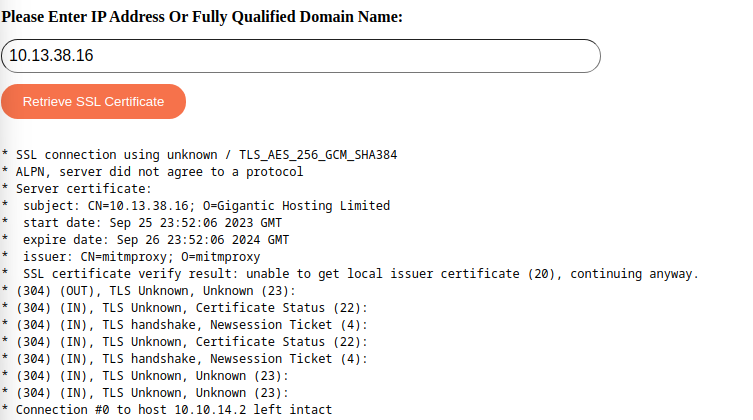 Please Enter IP Address Or Fully Qualified Domain Name:
10.13.38.16
Retrieve SSL Certificate
* SSL connection using unknown / TLS_AES_256_GCM_SHA384
* ALPN, server did not agree to a protocol
* Server certificate:
*  subject: CN=10.13.38.16; O=Gigantic Hosting Limited
*  start date: Sep 25 23:52:06 2023 GMT
*  expire date: Sep 26 23:52:06 2024 GMT
*  issuer: CN=mitmproxy; O=mitmproxy
*  SSL certificate verify result: unable to get local issuer certificate (20), continuing anyway.
* (304) (OUT), TLS Unknown, Unknown (23):
* (304) (IN), TLS Unknown, Certificate Status (22):
* (304) (IN), TLS handshake, Newsession Ticket (4):
* (304) (IN), TLS Unknown, Certificate Status (22):
* (304) (IN), TLS handshake, Newsession Ticket (4):
* (304) (IN), TLS Unknown, Unknown (23):
* (304) (IN), TLS Unknown, Unknown (23):
* Connection #0 to host 10.10.14.2 left intact